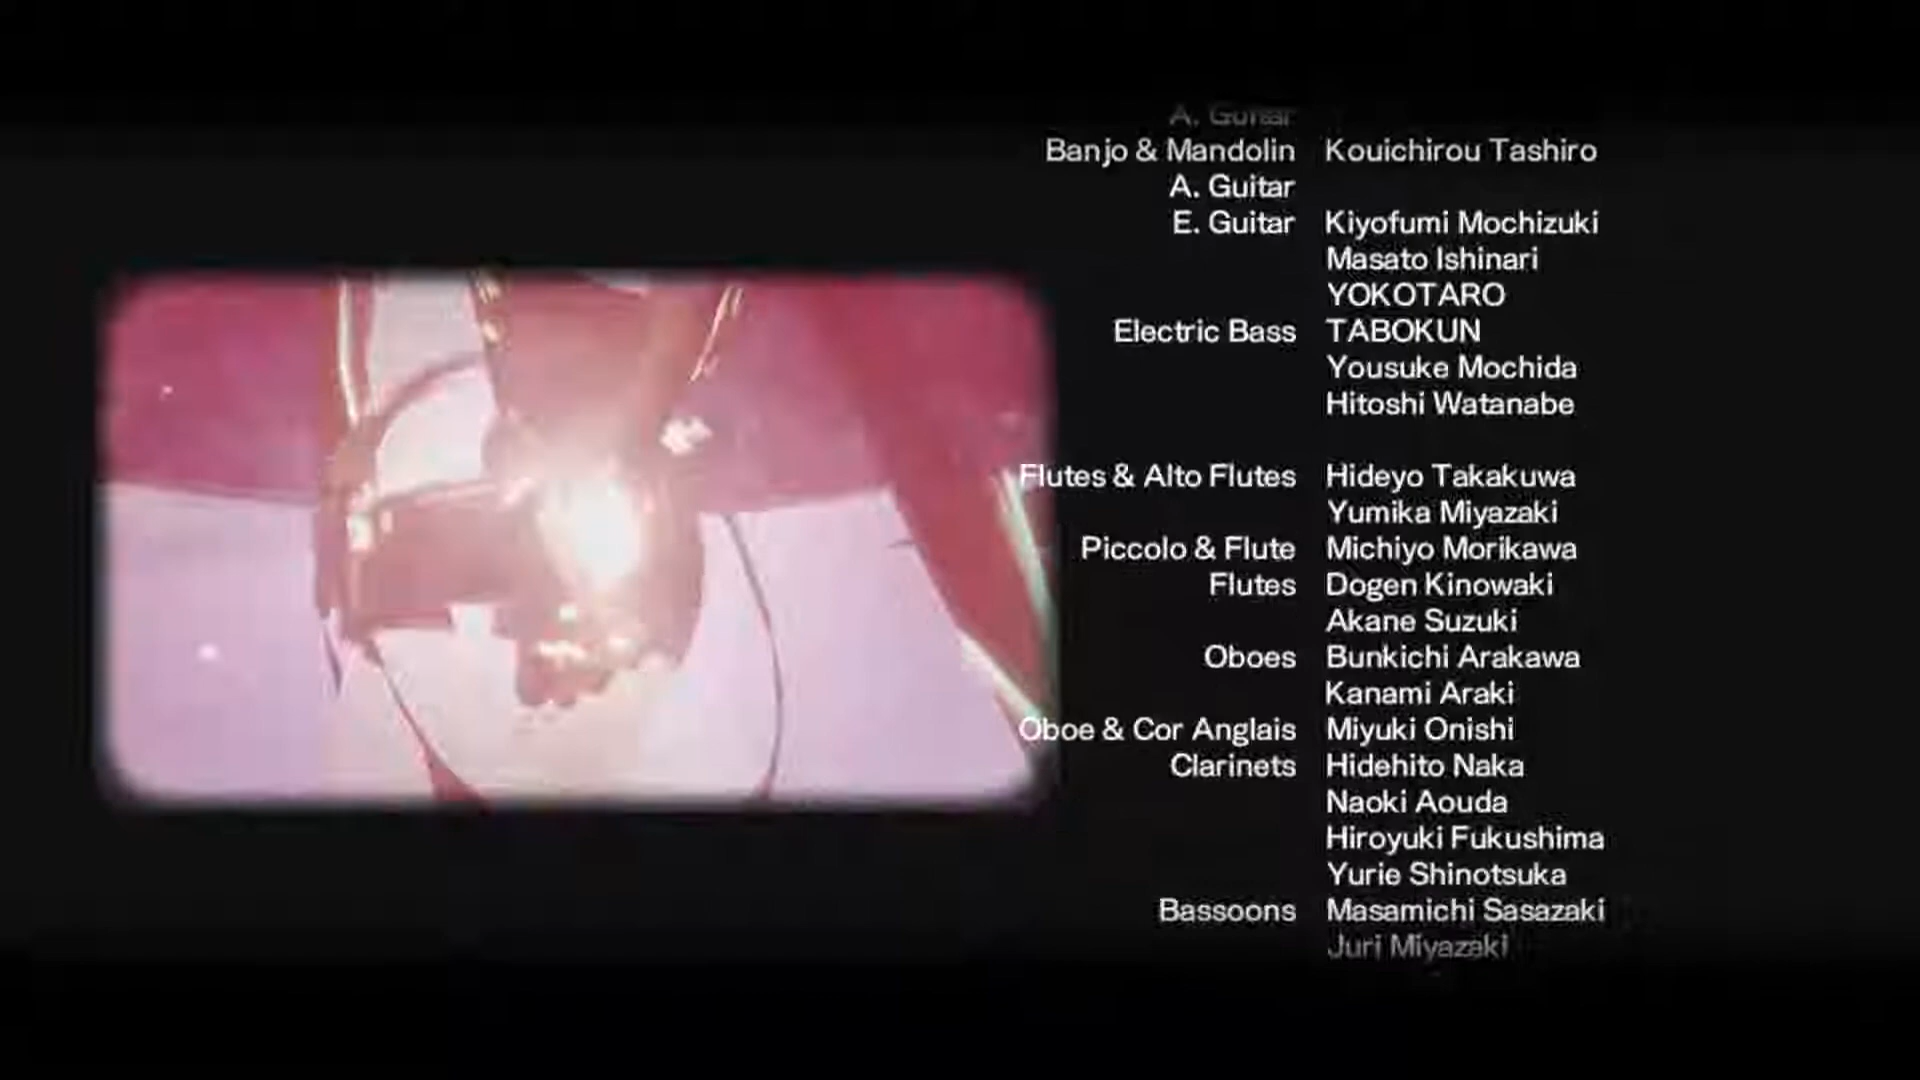 A. Guitar
Banjo & Mandolin Kouichirou Tashiro
A. Guitar
E. Guitar Kiyofumi Mochizuki
Masato Ishinari
YOKOTARO
Electric Bass TABOKUN
Yousuke Mochida
Hitoshi Watanabe
Flutes & Alto Flutes Hideyo Takakuwa
Yumika Miyazaki
Piccolo & Flute Michiyo Morikawa
Flutes Dogen Kinowaki
Akane Suzuki
Oboes Bunkichi Arakawa
Kanami Araki
Oboe & Cor Anglais Miyuki Onishi
Clarinets Hidehito Naka
Naoki Aouda
Hiroyuki Fukushima
Yurie Shinotsuka
Bassoons Masamichi Sasazaki
Juri Miyazaki